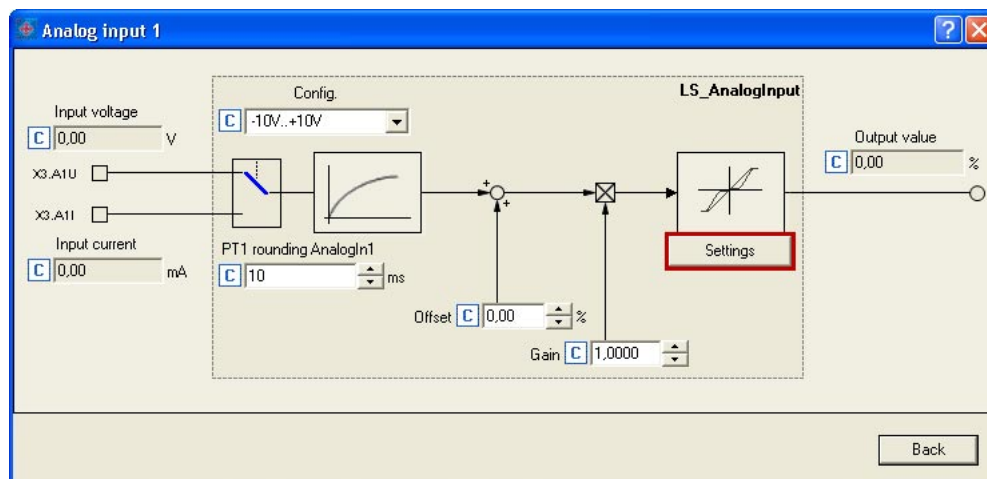 Analog input 1
Config.
LS_AnalogInput
Input voltage
C 0,00 V
C -10V..+10V
Output value
C 0,00 %
X3.A1U
+
+
X3.A1I
Input current
C 0,00 mA
PT1 rounding AnalogIn1
C 10 ms
Settings
Offset C 0,00 %
Gain C 1,0000
Back